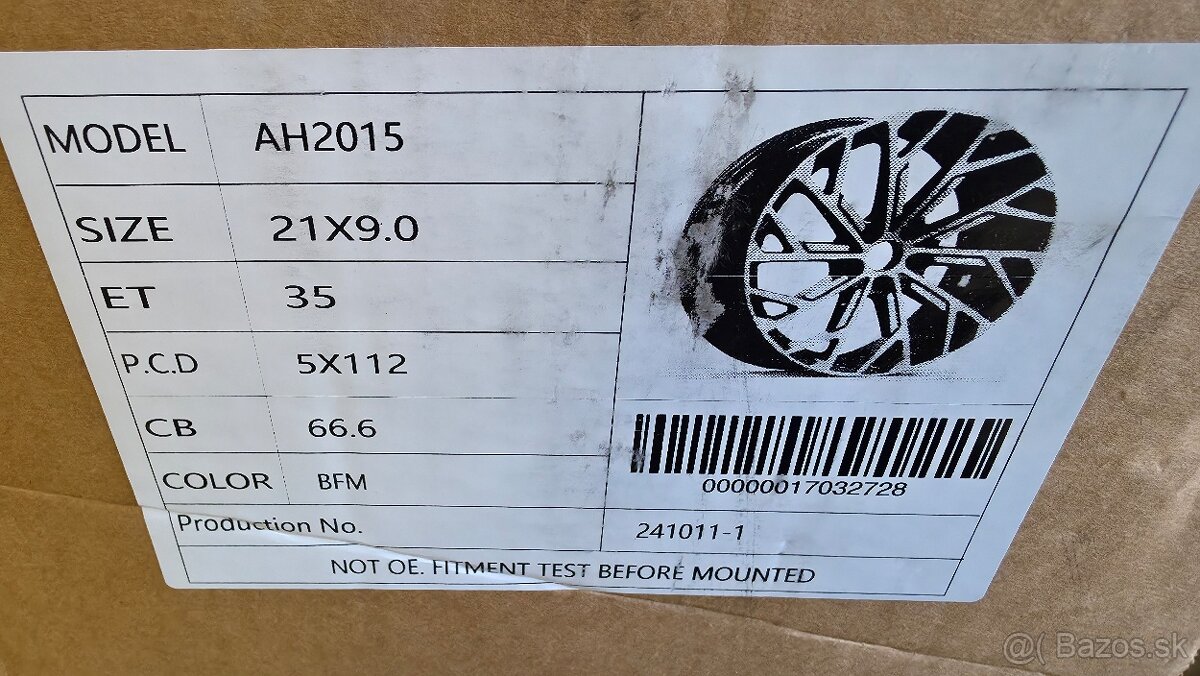 MODEL AH2015
SIZE 21X9.0
ET 35
P.C.D 5X112
CB 66.6
COLOR BFM
00000017032728
Production No. 241011-1
NOT OE. FITMENT TEST BEFORE MOUNTED
@( Bazos.sk